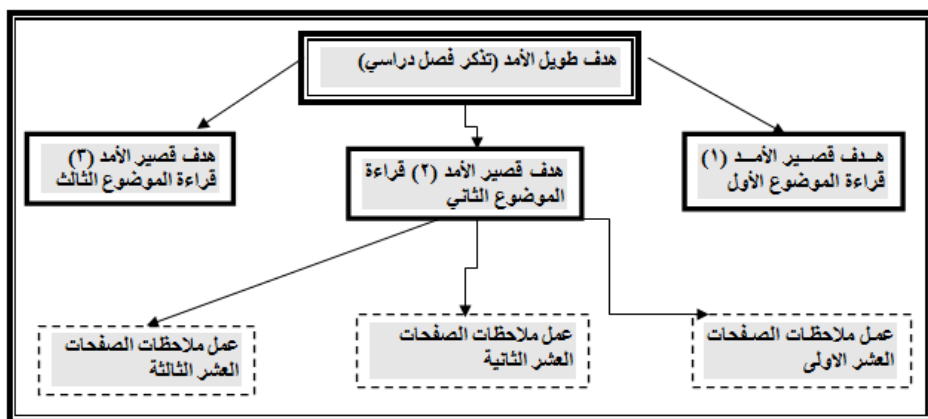 هدف طويل الأمد (تذكر فصل دراسي)
هـدف قصـير الأمـد (١)
قراءة الموضوع الأول
هدف قصير الأمد (٢) قراءة
الموضوع الثاني
هدف قصير الأمد (٣)
قراءة الموضوع الثالث
عمل ملاحظات الصفحات
العشر الاولى
عمل ملاحظات الصفحات
العشر الثانية
عمل ملاحظات الصفحات
العشر الثالثة